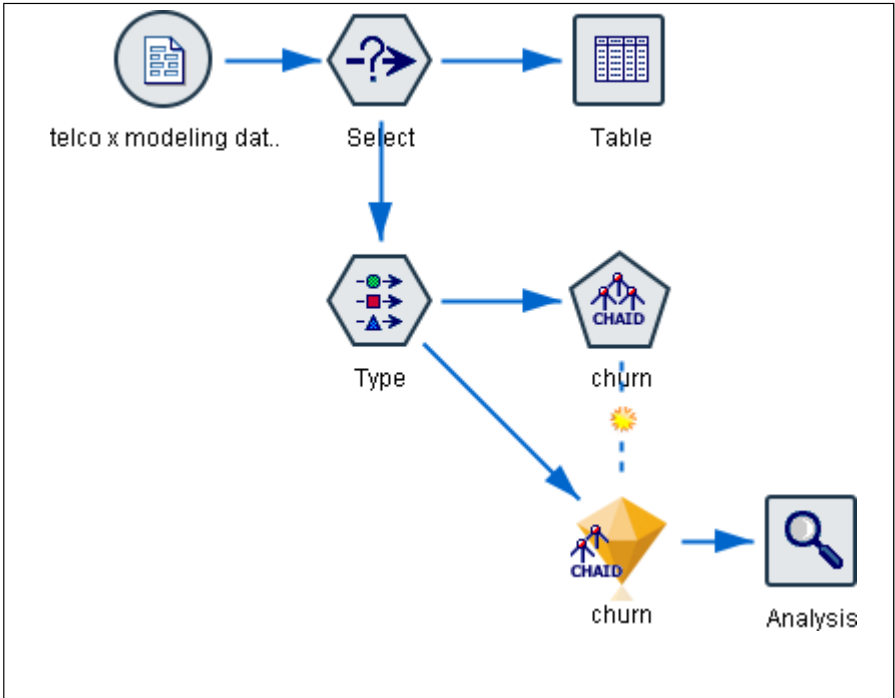 telco x modeling dat..
Select
Table
Type
CHAID
churn
CHAID
churn
Analysis